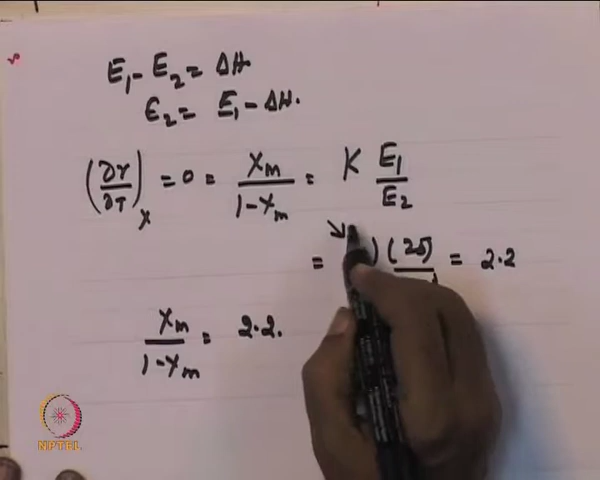 E₁ - E₂ = ΔH
E₂ = E₁ - ΔH.
(∂r/∂T)ₓ = 0 = Xₘ/(1-Xₘ) = K E₁/E₂
= ) (25) = 2.2
Xₘ/(1-Xₘ) = 2.2.
NPTEL